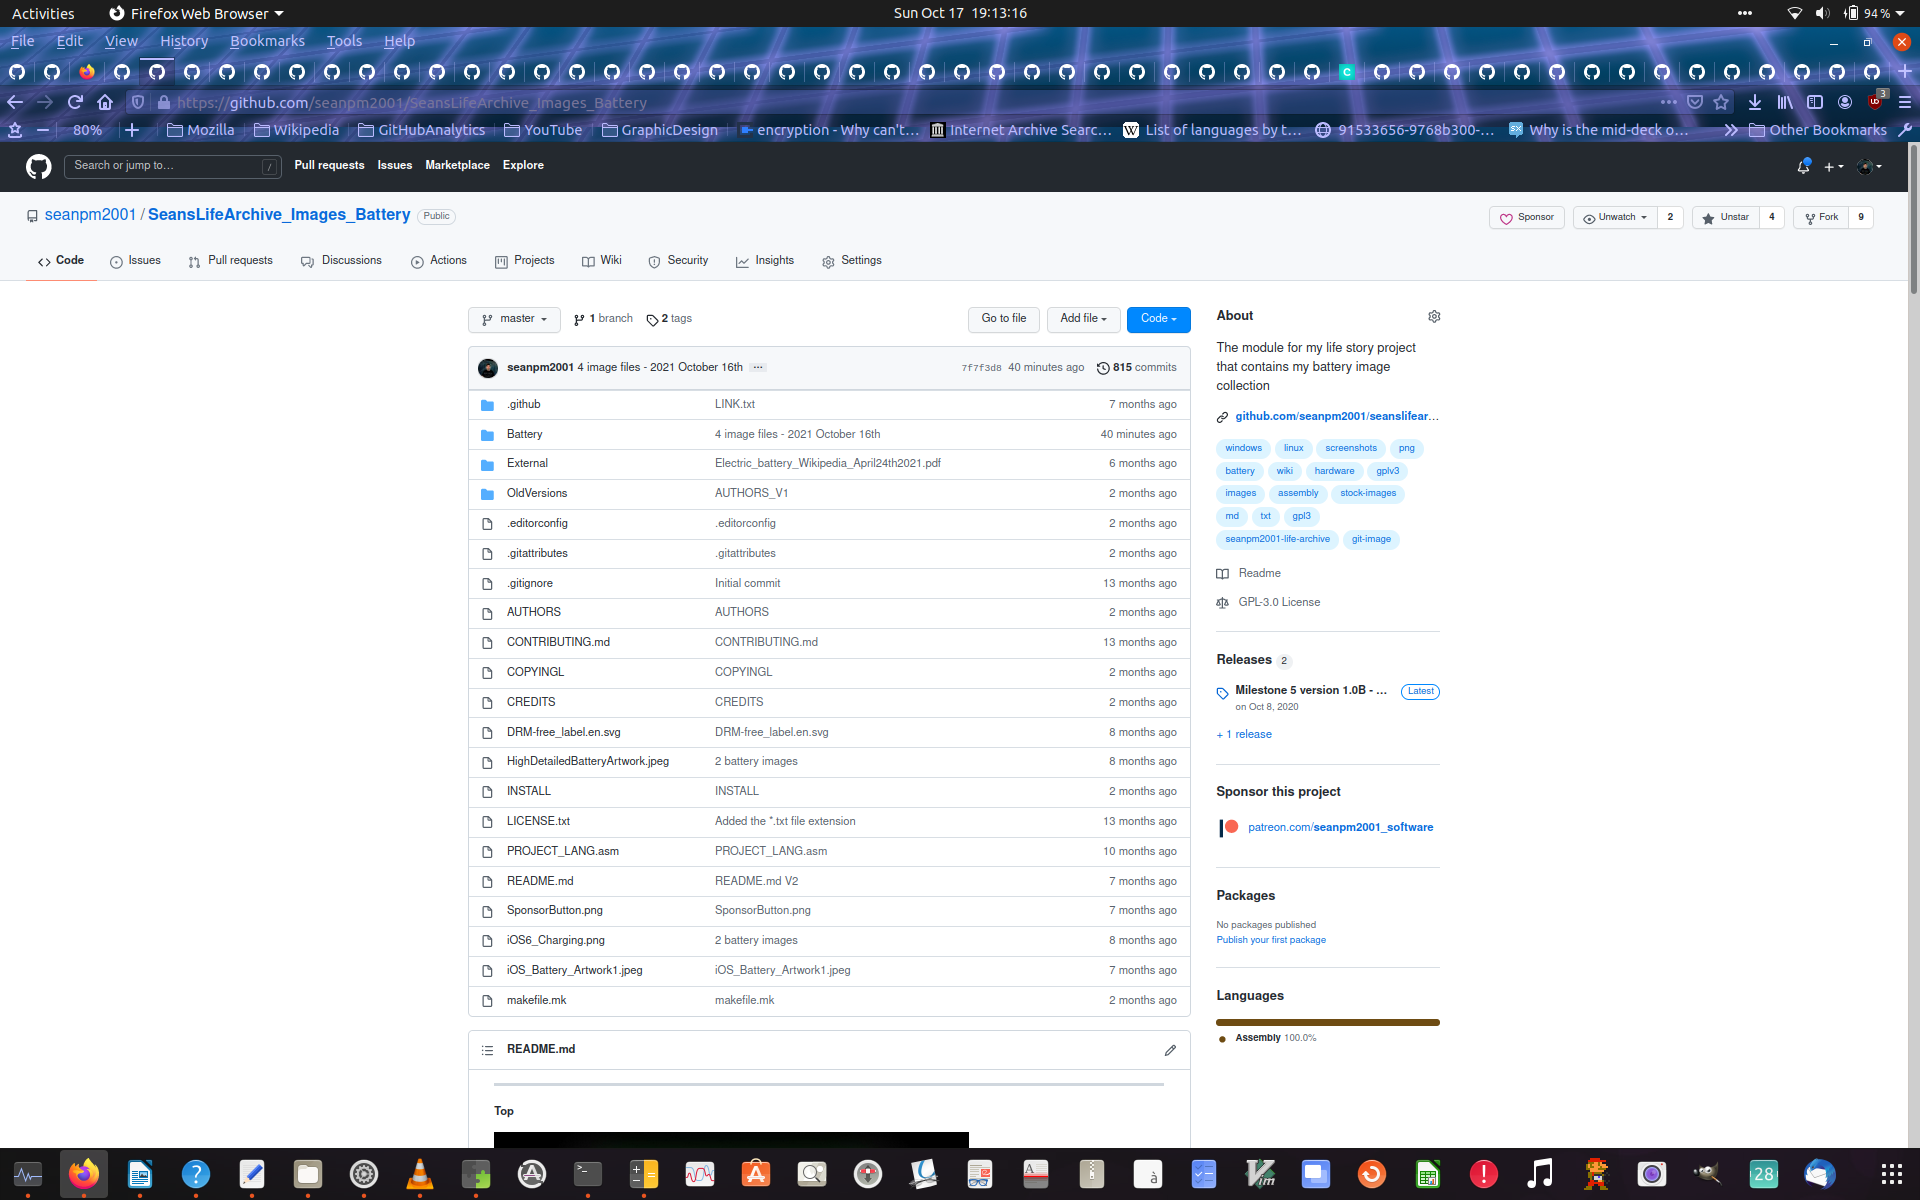 Activities Firefox Web Browser Sun Oct 17 19:13:16 94 %
File Edit View History Bookmarks Tools Help
https://github.com/seanpm2001/SeansLifeArchive_Images_Battery
80% Mozilla Wikipedia GitHubAnalytics YouTube GraphicDesign encryption - Why can't… Internet Archive Searc… List of languages by t… 91533656-9768b300-… Why is the mid-deck o… Other Bookmarks
Search or jump to… / Pull requests Issues Marketplace Explore
seanpm2001 / SeansLifeArchive_Images_Battery Public Sponsor Unwatch 2 Unstar 4 Fork 9
Code Issues Pull requests Discussions Actions Projects Wiki Security Insights Settings
master 1 branch 2 tags Go to file Add file Code
seanpm2001 4 image files - 2021 October 16th … 7f7f3d8 40 minutes ago 815 commits
.github LINK.txt 7 months ago
Battery 4 image files - 2021 October 16th 40 minutes ago
External Electric_battery_Wikipedia_April24th2021.pdf 6 months ago
OldVersions AUTHORS_V1 2 months ago
.editorconfig .editorconfig 2 months ago
.gitattributes .gitattributes 2 months ago
.gitignore Initial commit 13 months ago
AUTHORS AUTHORS 2 months ago
CONTRIBUTING.md CONTRIBUTING.md 13 months ago
COPYINGL COPYINGL 2 months ago
CREDITS CREDITS 2 months ago
DRM-free_label.en.svg DRM-free_label.en.svg 8 months ago
HighDetailedBatteryArtwork.jpeg 2 battery images 8 months ago
INSTALL INSTALL 2 months ago
LICENSE.txt Added the *.txt file extension 13 months ago
PROJECT_LANG.asm PROJECT_LANG.asm 10 months ago
README.md README.md V2 7 months ago
SponsorButton.png SponsorButton.png 7 months ago
iOS6_Charging.png 2 battery images 8 months ago
iOS_Battery_Artwork1.jpeg iOS_Battery_Artwork1.jpeg 7 months ago
makefile.mk makefile.mk 2 months ago
README.md
Top
About
The module for my life story project
that contains my battery image
collection
github.com/seanpm2001/seanslifear…
windows linux screenshots png
battery wiki hardware gplv3
images assembly stock-images
md txt gpl3
seanpm2001-life-archive git-image
Readme
GPL-3.0 License
Releases 2
Milestone 5 version 1.0B - … Latest
on Oct 8, 2020
+ 1 release
Sponsor this project
patreon.com/seanpm2001_software
Packages
No packages published
Publish your first package
Languages
Assembly 100.0%
28